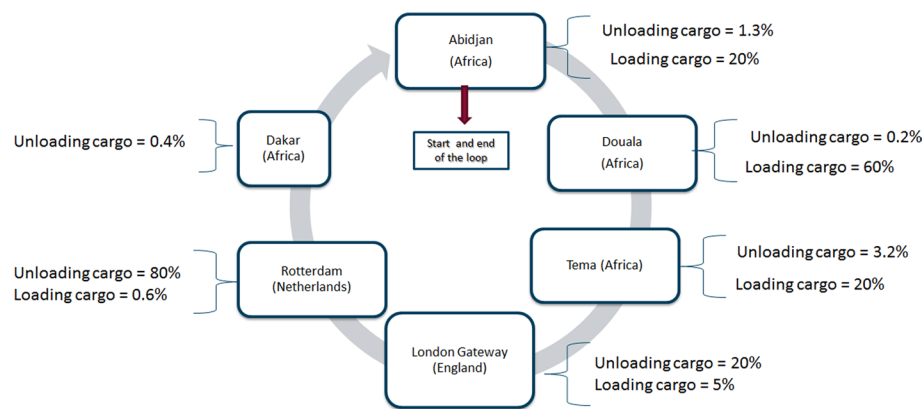 Abidjan
(Africa)
Unloading cargo = 1.3%
Loading cargo = 20%
Start and end
of the loop
Douala
(Africa)
Unloading cargo = 0.2%
Loading cargo = 60%
Tema (Africa)
Unloading cargo = 3.2%
Loading cargo = 20%
London Gateway
(England)
Unloading cargo = 20%
Loading cargo = 5%
Rotterdam
(Netherlands)
Unloading cargo = 80%
Loading cargo = 0.6%
Dakar
(Africa)
Unloading cargo = 0.4%